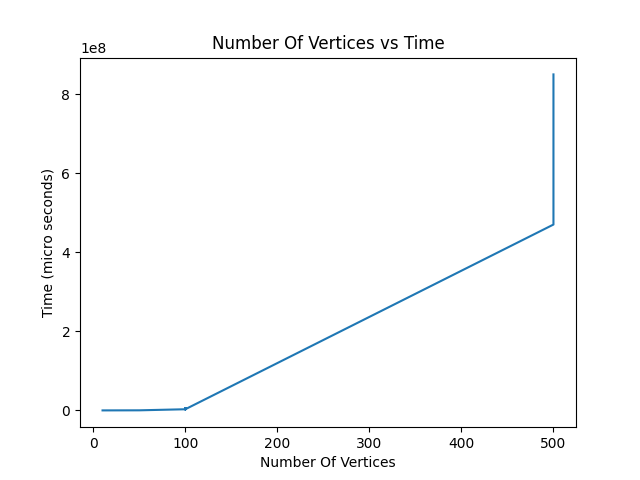 Number Of Vertices vs Time
1e8
8
6
4
2
0
Time (micro seconds)
0 100 200 300 400 500
Number Of Vertices